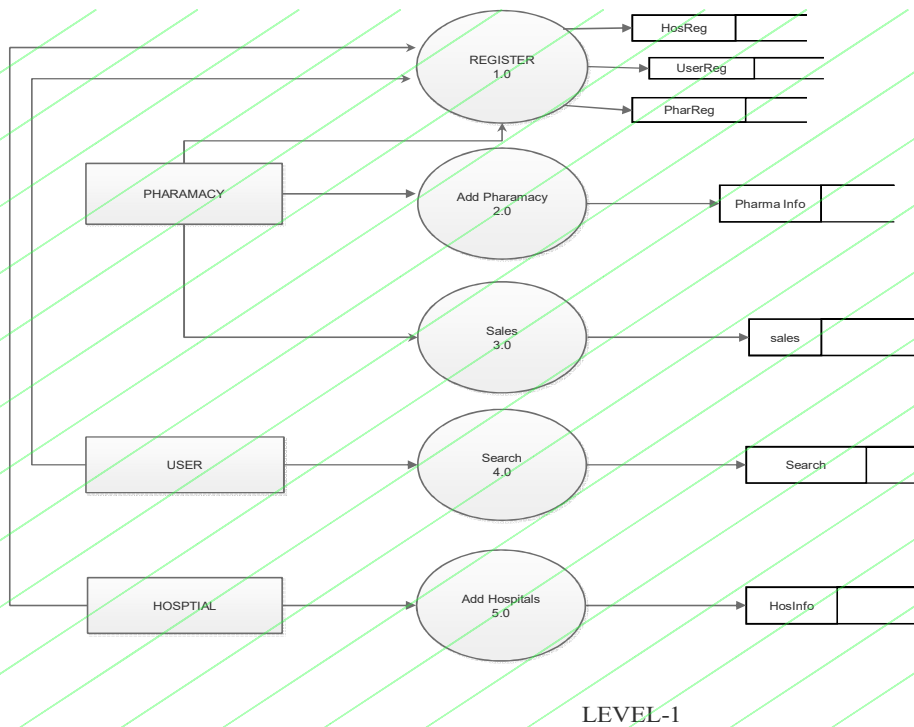 REGISTER
1.0
HosReg
UserReg
PharReg
PHARAMACY
Add Pharamacy
2.0
Pharma Info
Sales
3.0
sales
USER
Search
4.0
Search
HOSPTIAL
Add Hospitals
5.0
HosInfo
LEVEL-1